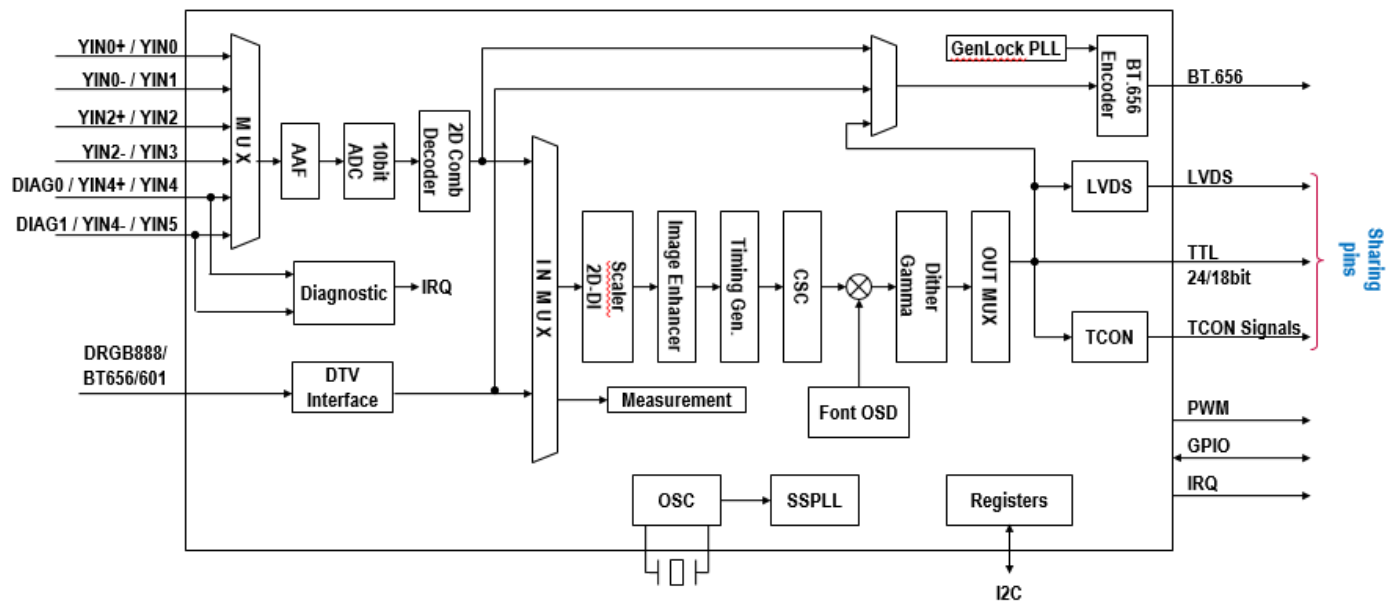 YIN0+ / YIN0
YIN0- / YIN1
YIN2+ / YIN2
YIN2- / YIN3
DIAG0 / YIN4+ / YIN4
DIAG1 / YIN4- / YIN5
MUX
AAF
10bit
ADC
2D Comb
Decoder
Diagnostic
IRQ
DRGB888/
BT656/601
DTV
Interface
IN MUX
Scaler
2D-DI
Image Enhancer
Timing Gen.
CSC
Dither
Gamma
OUT MUX
Measurement
Font OSD
GenLock PLL
BT.656
Encoder
BT.656
LVDS
LVDS
TTL
24/18bit
TCON
TCON Signals
Sharing
pins
PWM
GPIO
IRQ
OSC
SSPLL
Registers
I2C